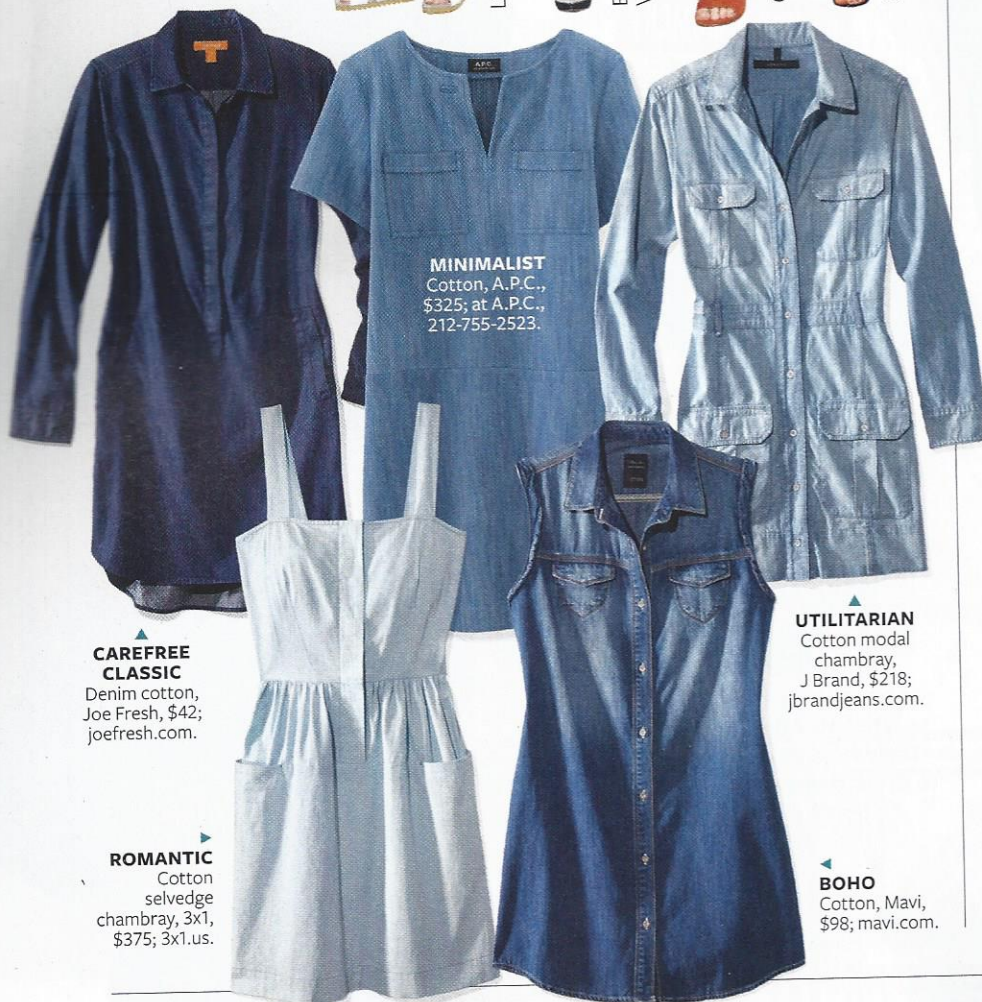 A.P.C.
MINIMALIST
Cotton, A.P.C.,
$325; at A.P.C.,
212-755-2523.
CAREFREE
CLASSIC
Denim cotton,
Joe Fresh, $42;
joefresh.com.
UTILITARIAN
Cotton modal
chambray,
J Brand, $218;
jbrandjeans.com.
ROMANTIC
Cotton
selvedge
chambray, 3x1,
$375; 3x1.us.
BOHO
Cotton, Mavi,
$98; mavi.com.